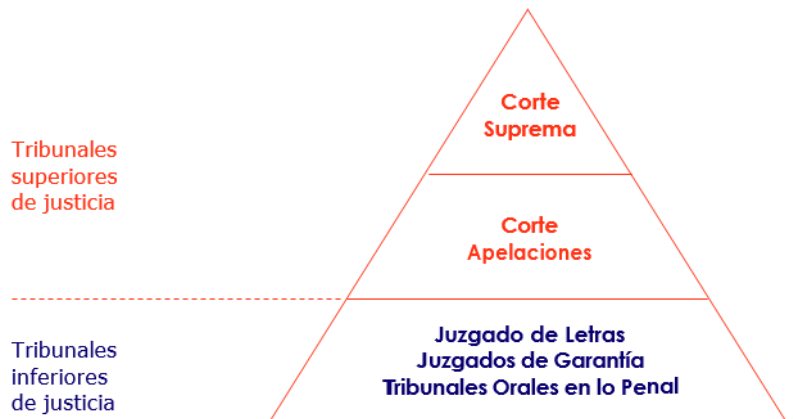 Corte
Suprema
Tribunales
superiores
de justicia
Corte
Apelaciones
Juzgado de Letras
Juzgados de Garantía
Tribunales Orales en lo Penal
Tribunales
inferiores
de justicia